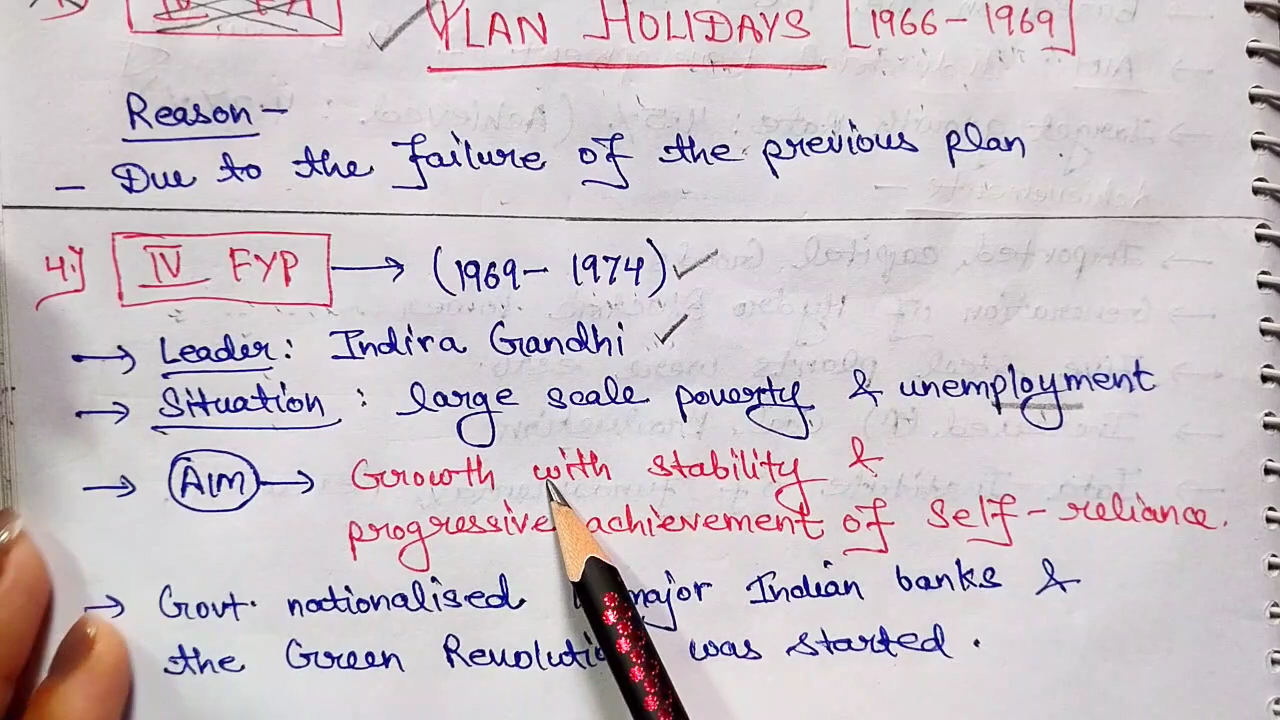 PLAN HOLIDAYS [1966-1969]
Reason -
- Due to the failure of the previous plan.
4.) IV FYP → (1969- 1974) ✓
→ Leader: Indira Gandhi ✓
→ Situation : large scale poverty & unemployment
→ AIM → Growth with stability &
progressive achievement of self-reliance.
→ Govt. nationalised major Indian banks &
the Green was started.